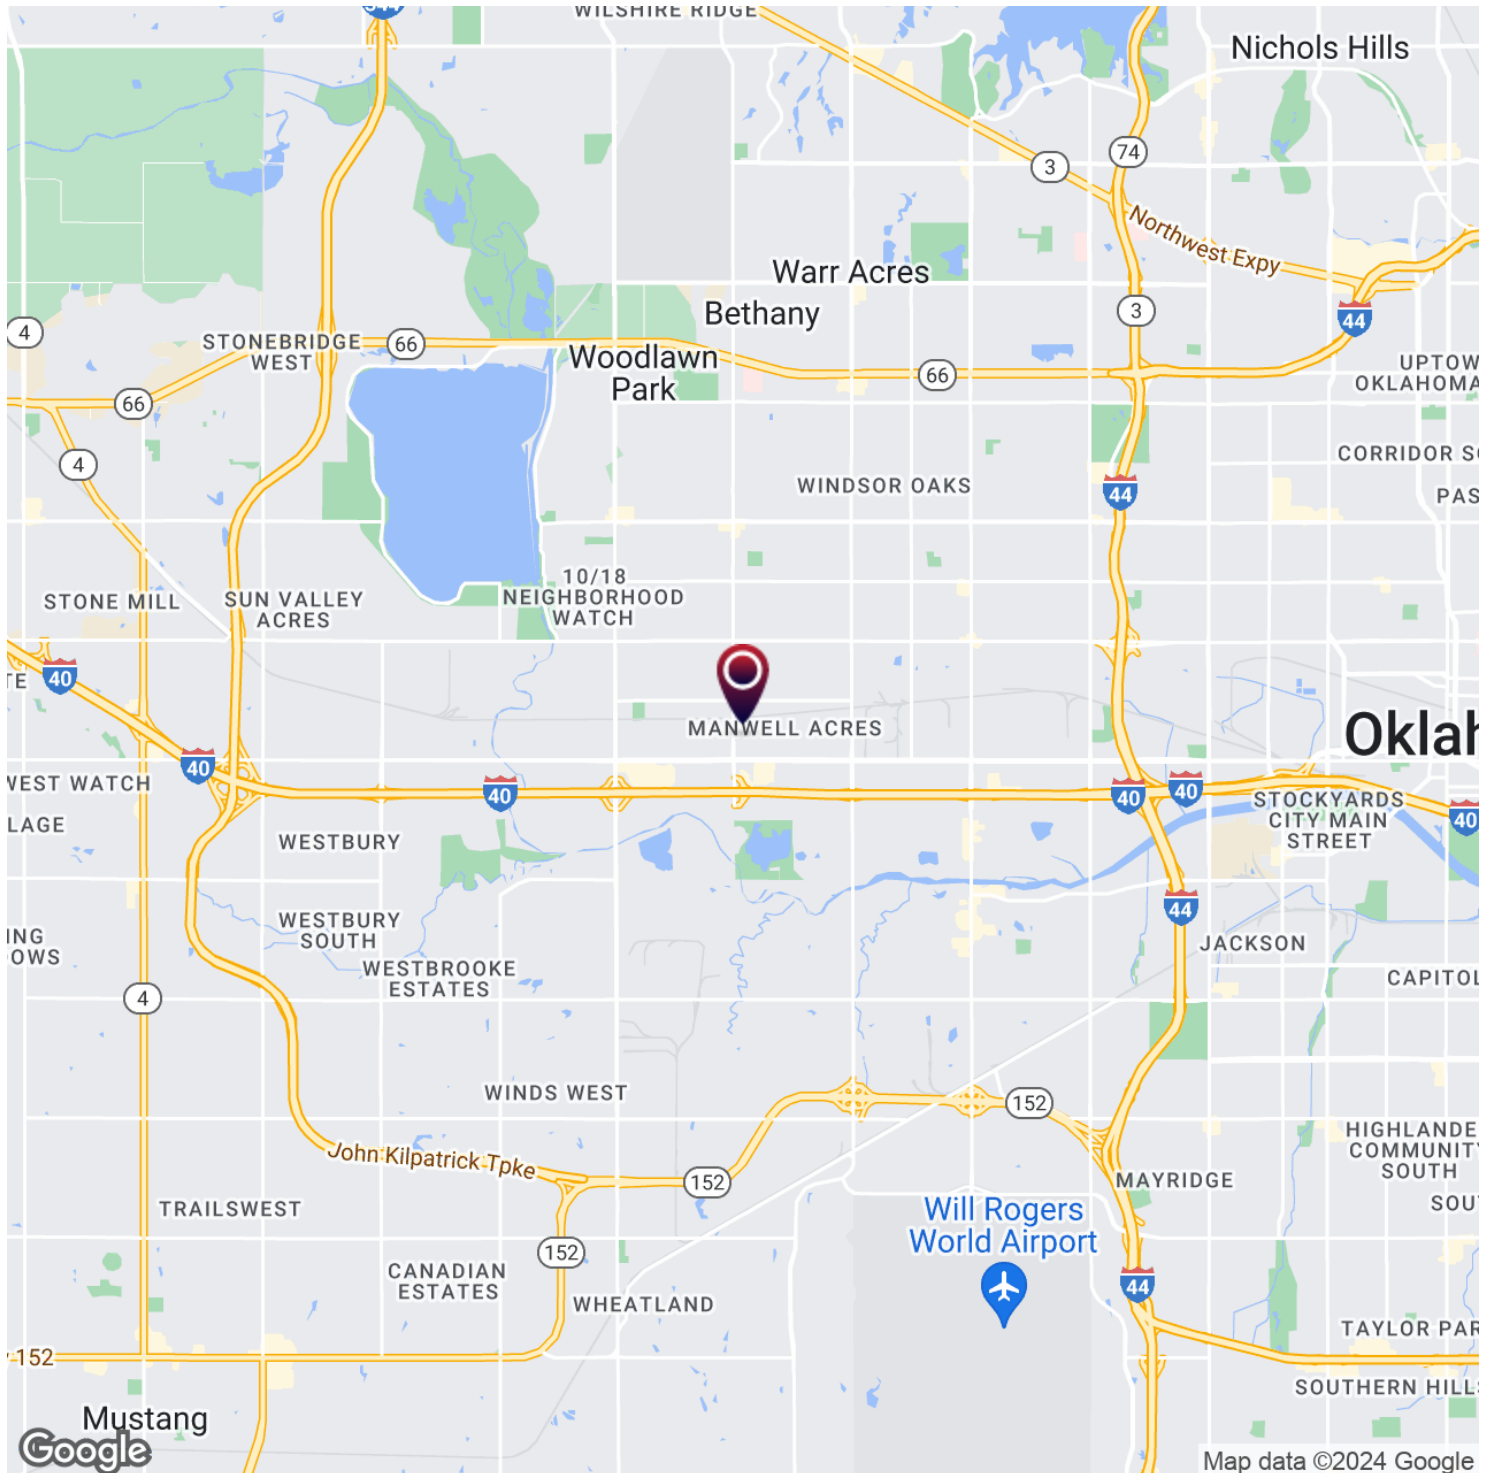 WILSHIRE RIDGE
Nichols Hills
74
3
Northwest Expy
Warr Acres
Bethany
3
44
4
STONEBRIDGE
WEST
66
Woodlawn
Park
66
UPTOW
OKLAHOMA
66
4
CORRIDOR S
WINDSOR OAKS
44
PAS
10/18
NEIGHBORHOOD
WATCH
STONE MILL
SUN VALLEY
ACRES
40
TE
MANWELL ACRES
Oklah
40
WEST WATCH
40
40
40
STOCKYARDS
CITY MAIN
STREET
40
LAGE
WESTBURY
44
WESTBURY
SOUTH
JACKSON
ING
OWS
WESTBROOKE
ESTATES
CAPITOL
4
WINDS WEST
152
HIGHLANDE
COMMUNITY
SOUTH
John Kilpatrick Tpke
152
MAYRIDGE
TRAILSWEST
Will Rogers
World Airport
SOU
152
CANADIAN
ESTATES
44
WHEATLAND
TAYLOR PAR
152
SOUTHERN HILLS
Mustang
Google
Map data ©2024 Google